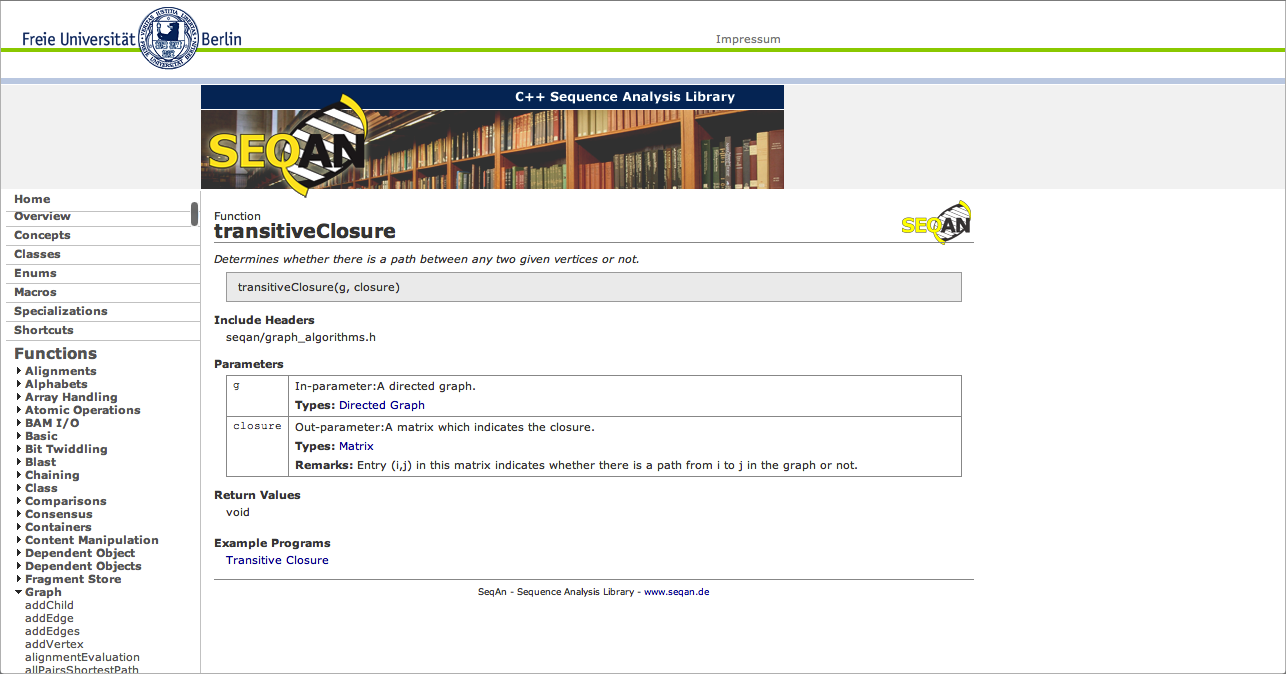 Freie Universität Berlin
Impressum
C++ Sequence Analysis Library
SEQAN
Home
Overview
Concepts
Classes
Enums
Macros
Specializations
Shortcuts
Functions
Alignments
Alphabets
Array Handling
Atomic Operations
BAM I/O
Basic
Bit Twiddling
Blast
Chaining
Class
Comparisons
Consensus
Containers
Content Manipulation
Dependent Object
Dependent Objects
Fragment Store
Graph
addChild
addEdge
addEdges
addVertex
alignmentEvaluation
allPairsShortestPath
Function
SEQAN
transitiveClosure
Determines whether there is a path between any two given vertices or not.
transitiveClosure(g, closure)
Include Headers
seqan/graph_algorithms.h
Parameters
g In-parameter:A directed graph.
Types: Directed Graph
closure Out-parameter:A matrix which indicates the closure.
Types: Matrix
Remarks: Entry (i,j) in this matrix indicates whether there is a path from i to j in the graph or not.
Return Values
void
Example Programs
Transitive Closure
SeqAn - Sequence Analysis Library - www.seqan.de